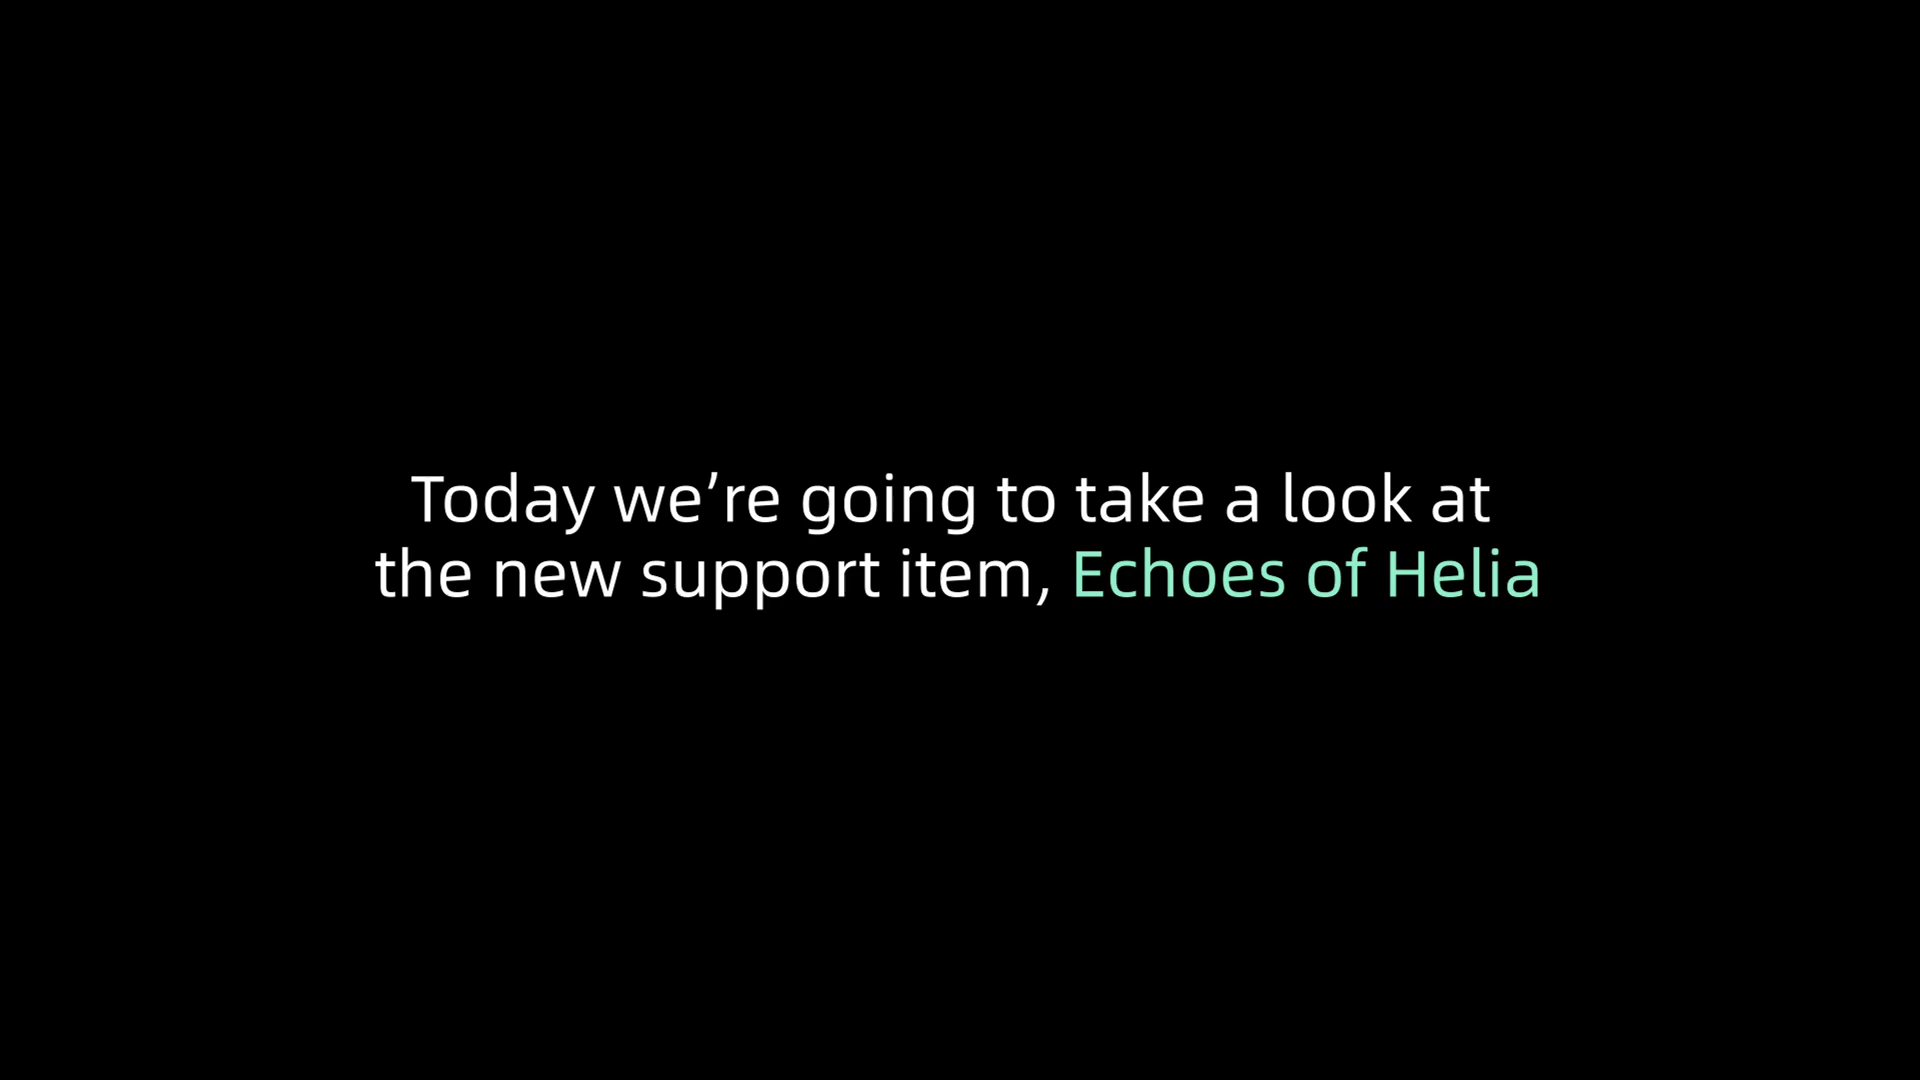 Today we’re going to take a look at
the new support item, Echoes of Helia